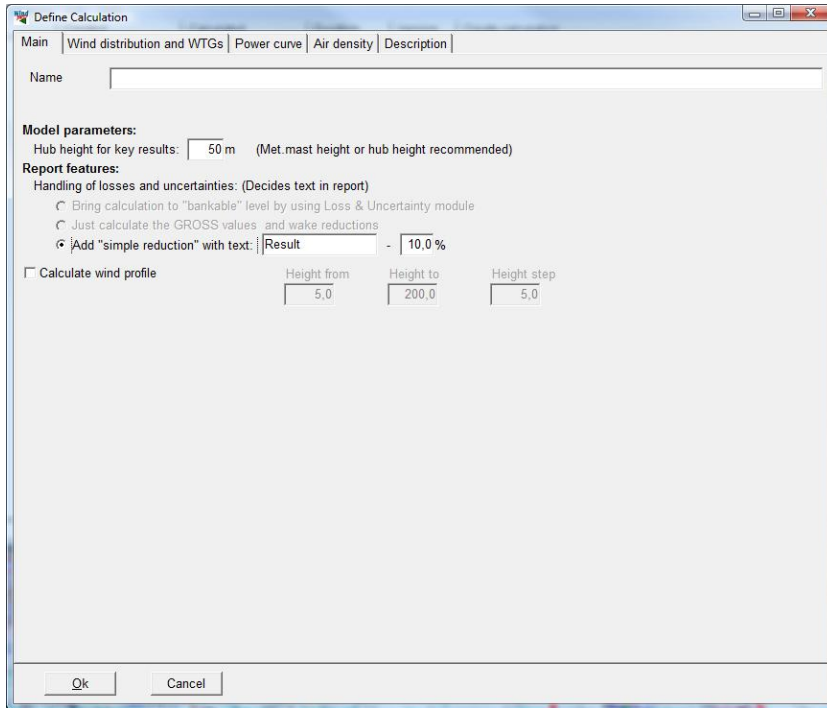 Define Calculation
Main Wind distribution and WTGs Power curve Air density Description
Name
Model parameters:
Hub height for key results: 50 m (Met.mast height or hub height recommended)
Report features:
Handling of losses and uncertainties: (Decides text in report)
Bring calculation to "bankable" level by using Loss & Uncertainty module
Just calculate the GROSS values and wake reductions
Add "simple reduction" with text: Result - 10,0 %
Calculate wind profile Height from Height to Height step
5,0 200,0 5,0
Ok Cancel